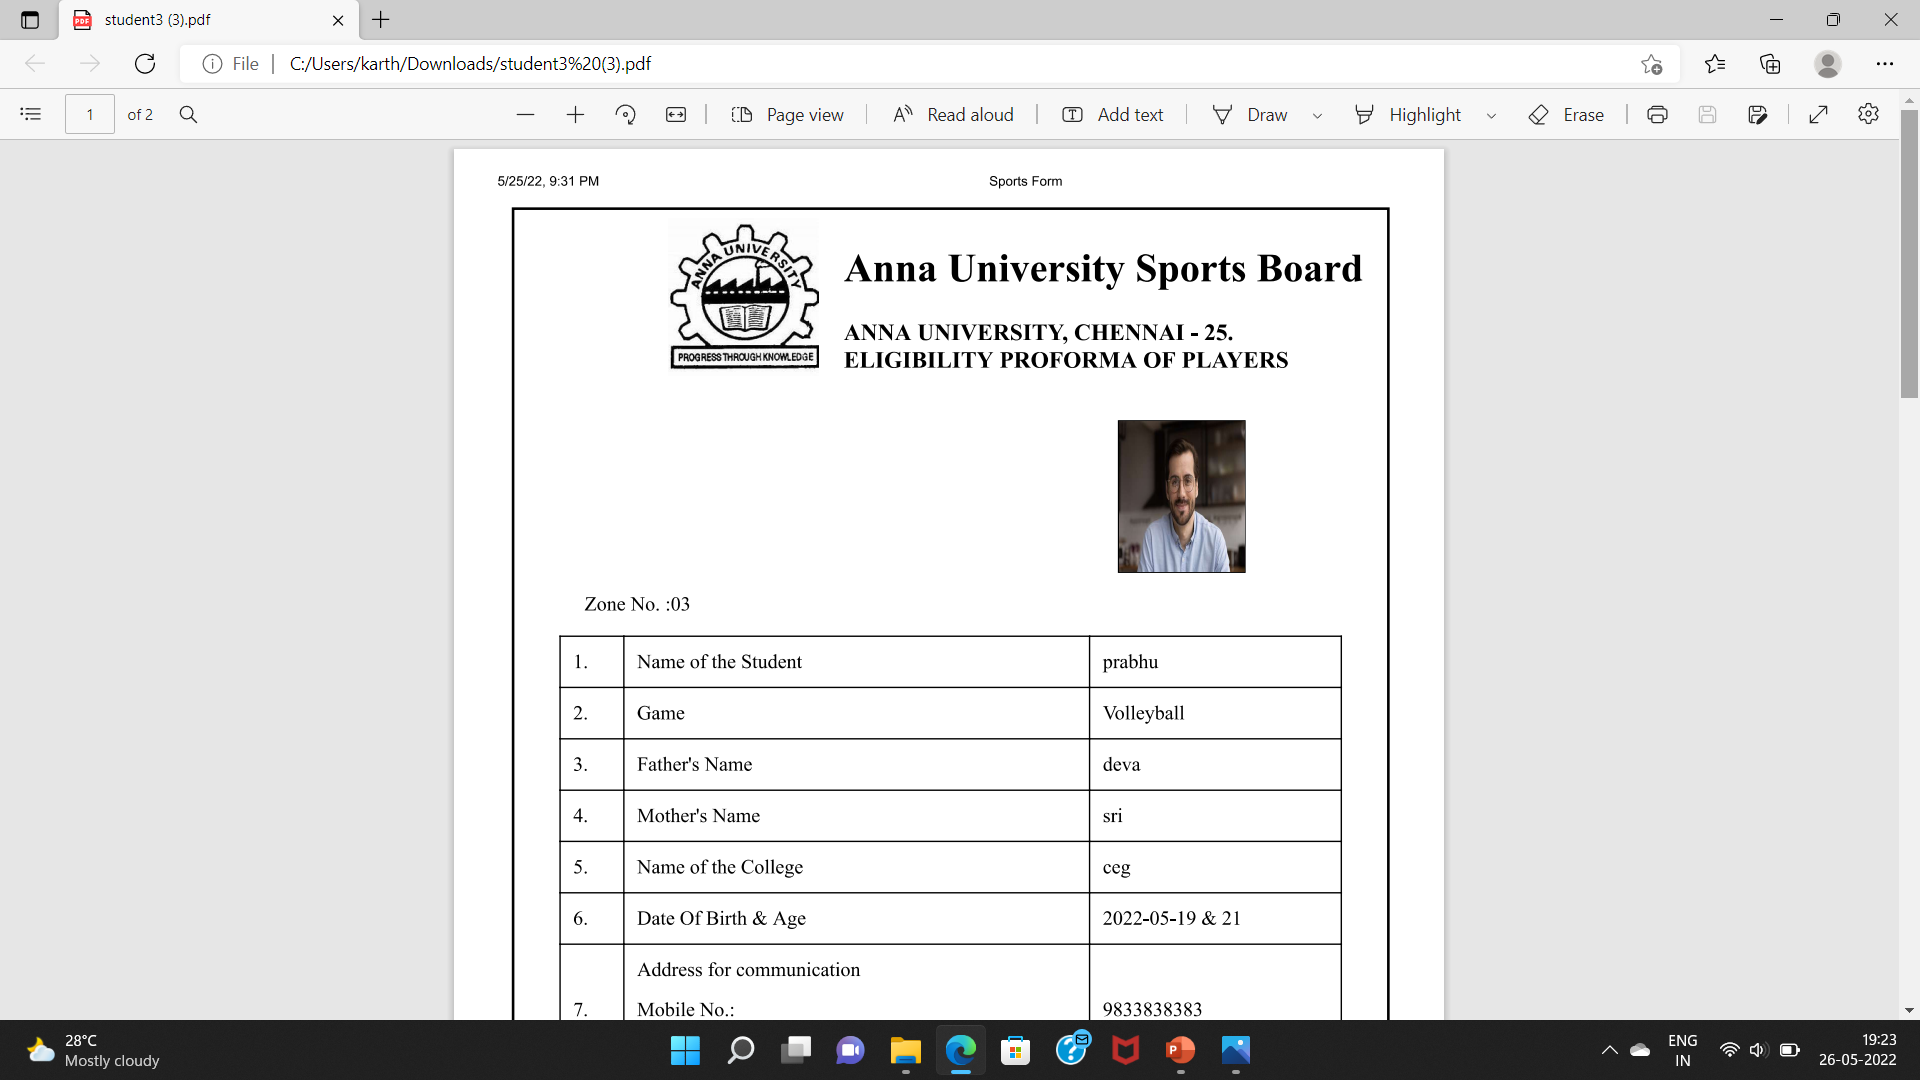 student3 (3).pdf
File C:/Users/karth/Downloads/student3%20(3).pdf
1 of 2 Page view Read aloud Add text Draw Highlight Erase
5/25/22, 9:31 PM Sports Form
ANNA UNIVERSITY
PROGRESS THROUGH KNOWLEDGE
Anna University Sports Board
ANNA UNIVERSITY, CHENNAI - 25.
ELIGIBILITY PROFORMA OF PLAYERS
Zone No. :03
1. Name of the Student prabhu
2. Game Volleyball
3. Father's Name deva
4. Mother's Name sri
5. Name of the College ceg
6. Date Of Birth & Age 2022-05-19 & 21
Address for communication
7. Mobile No.: 9833838383
28°C
Mostly cloudy
ENG
IN
19:23
26-05-2022